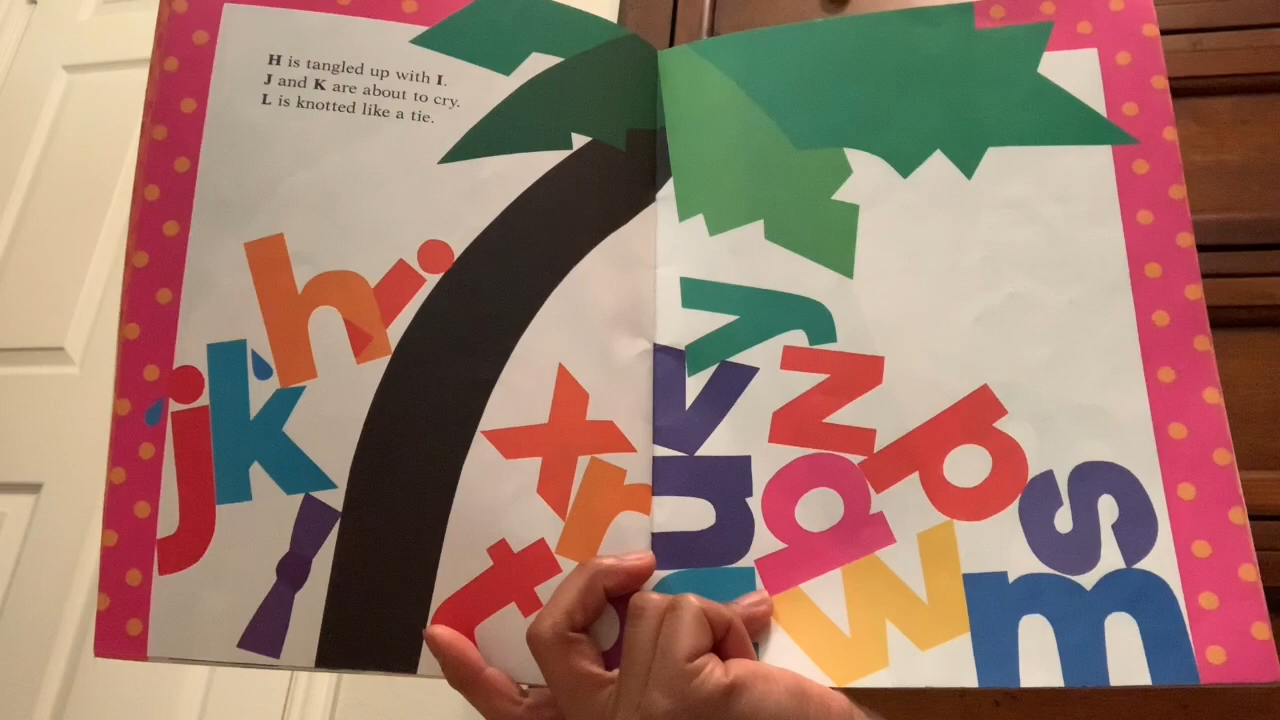 H is tangled up with I.
J and K are about to cry.
L is knotted like a tie.
h i
j k
l
x y
v z
r u q p s
t w m